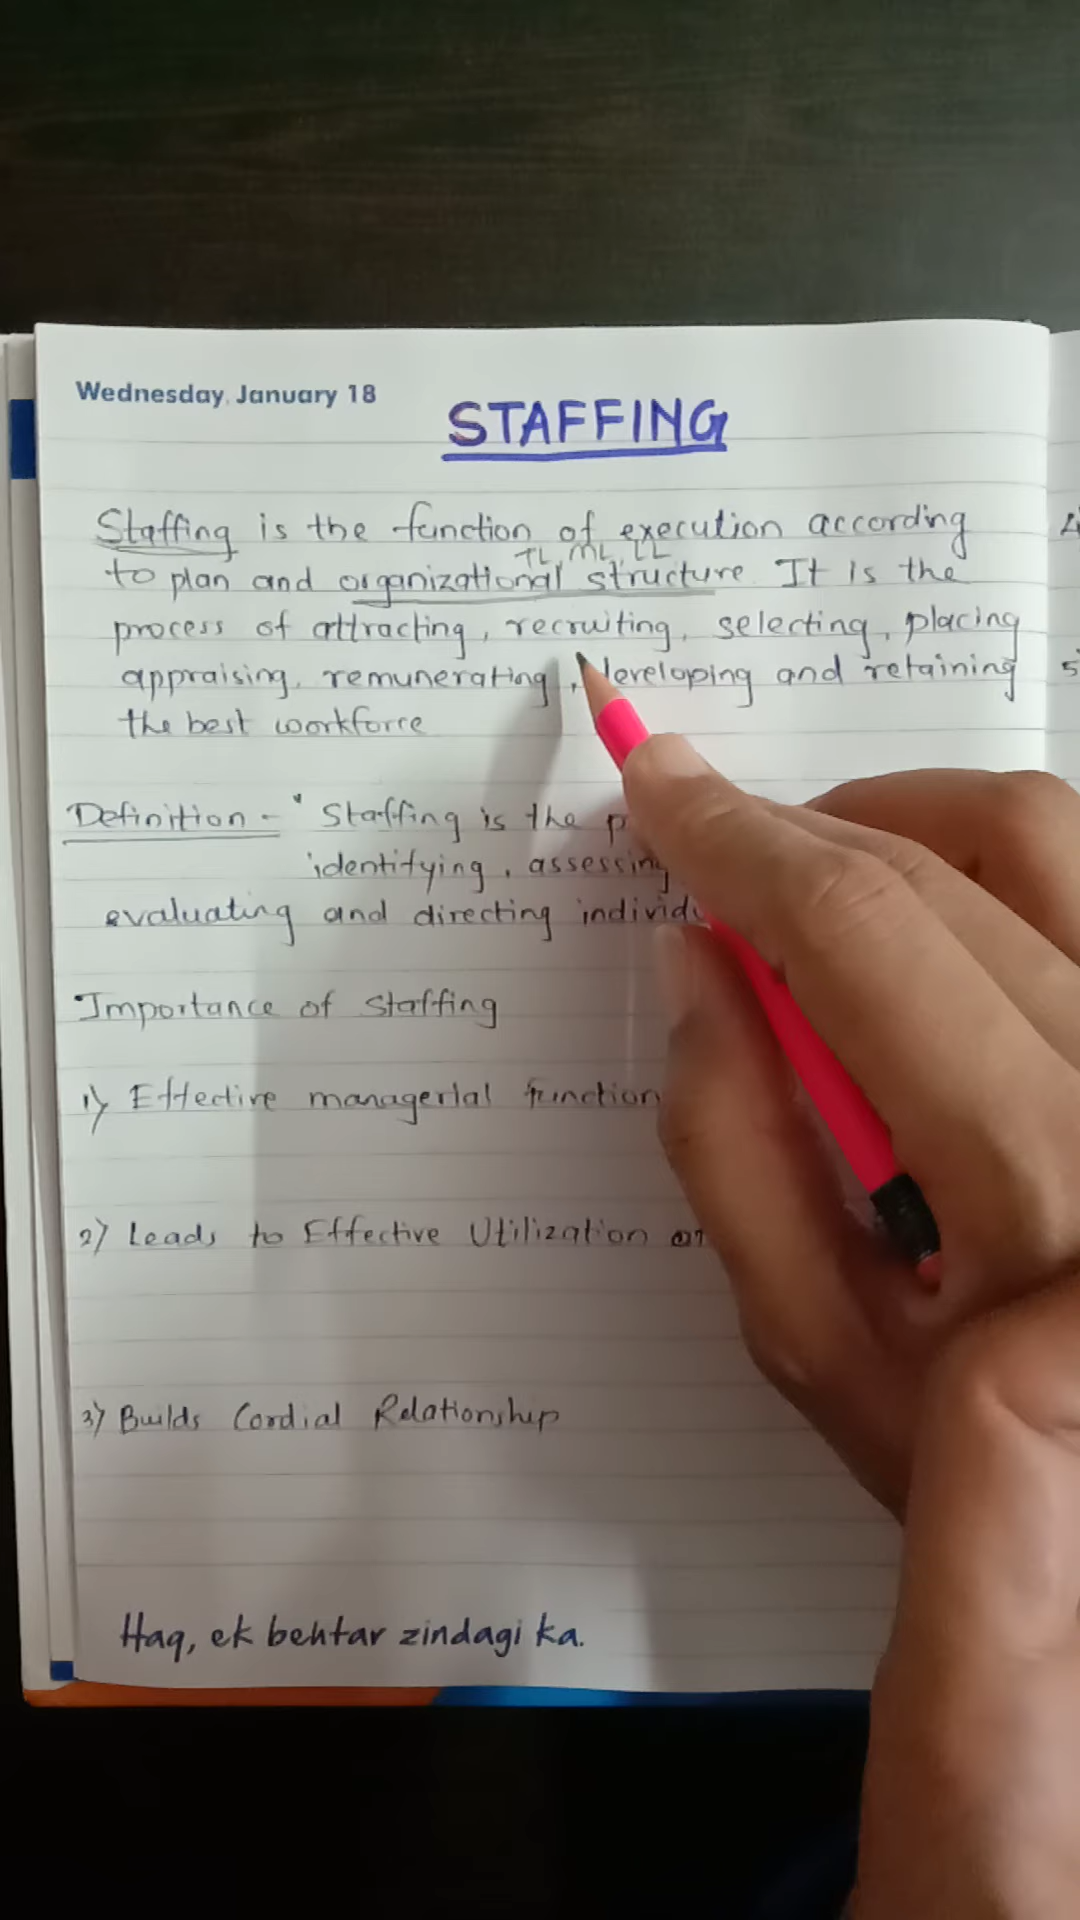 Wednesday, January 18
STAFFING
Staffing is the function of execution according
TL ML LL
to plan and organizational structure. It is the
process of attracting, recruiting, selecting, placing
appraising, remunerating, developing and retaining
the best workforce
Definition - " Staffing is the
identifying, assessing
evaluating and directing
Importance of staffing
1) Effective managerial function
2) Leads to Effective Utilization
3) Builds Cordial Relationship
Haq, ek behtar zindagi ka.